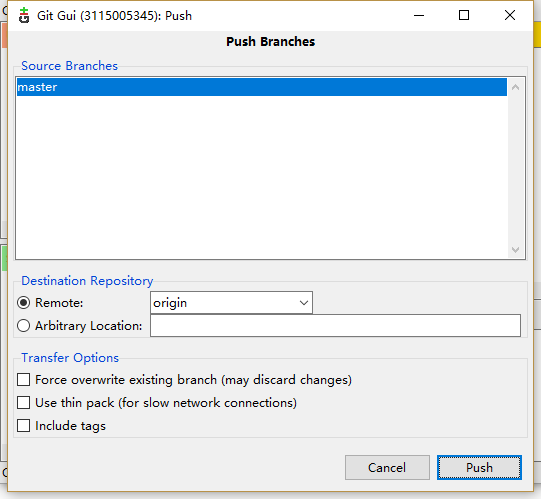 Git Gui (3115005345): Push
Push Branches
Source Branches
master
Destination Repository
Remote: origin
Arbitrary Location:
Transfer Options
Force overwrite existing branch (may discard changes)
Use thin pack (for slow network connections)
Include tags
Cancel Push